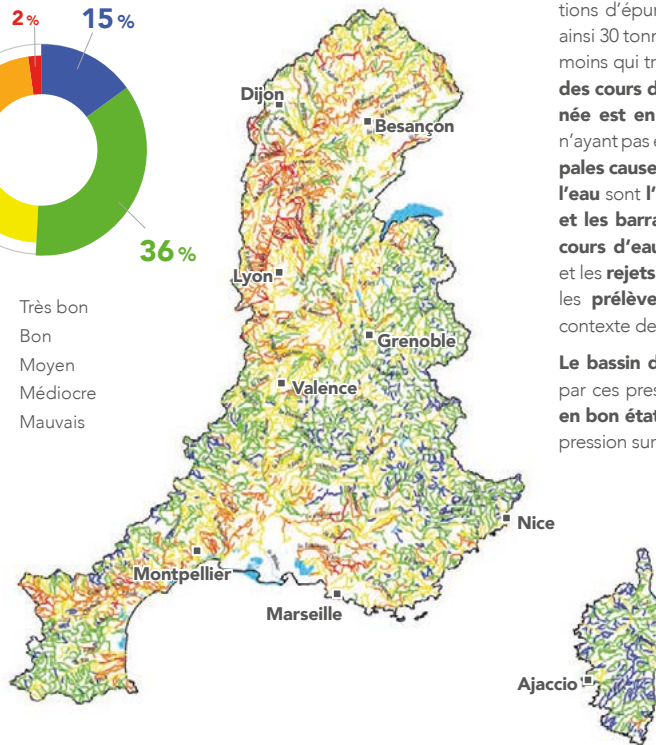 2 %
15 %
36 %
Très bon
Bon
Moyen
Médiocre
Mauvais
Dijon
Besançon
Lyon
Grenoble
Valence
Montpellier
Marseille
Nice
Ajaccio
tions d'épu
ainsi 30 tonn
moins qui tr
des cours d
née est en
n'ayant pas
pales cause
l'eau sont l'
et les barra
cours d'eau
et les rejets
les prélève
contexte de
Le bassin d
par ces pres
en bon état
pression sur